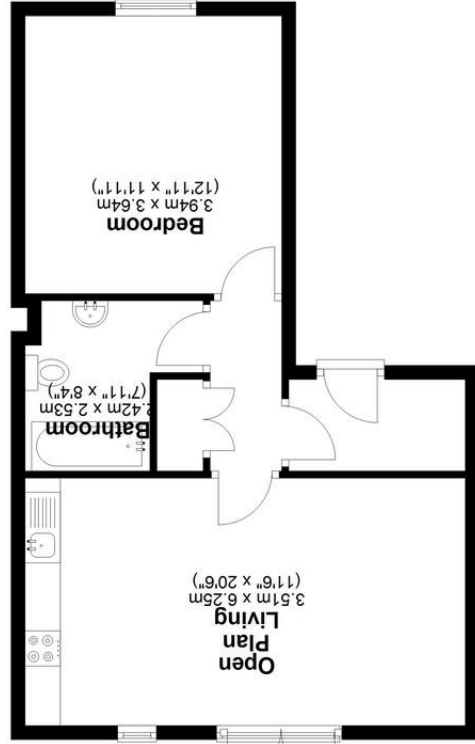 Open
Plan
Living
3.51m x 6.25m
(11'6" x 20'6")
Bathroom
2.42m x 2.53m
(7'11" x 8'4")
Bedroom
3.94m x 3.64m
(12'11" x 11'11")